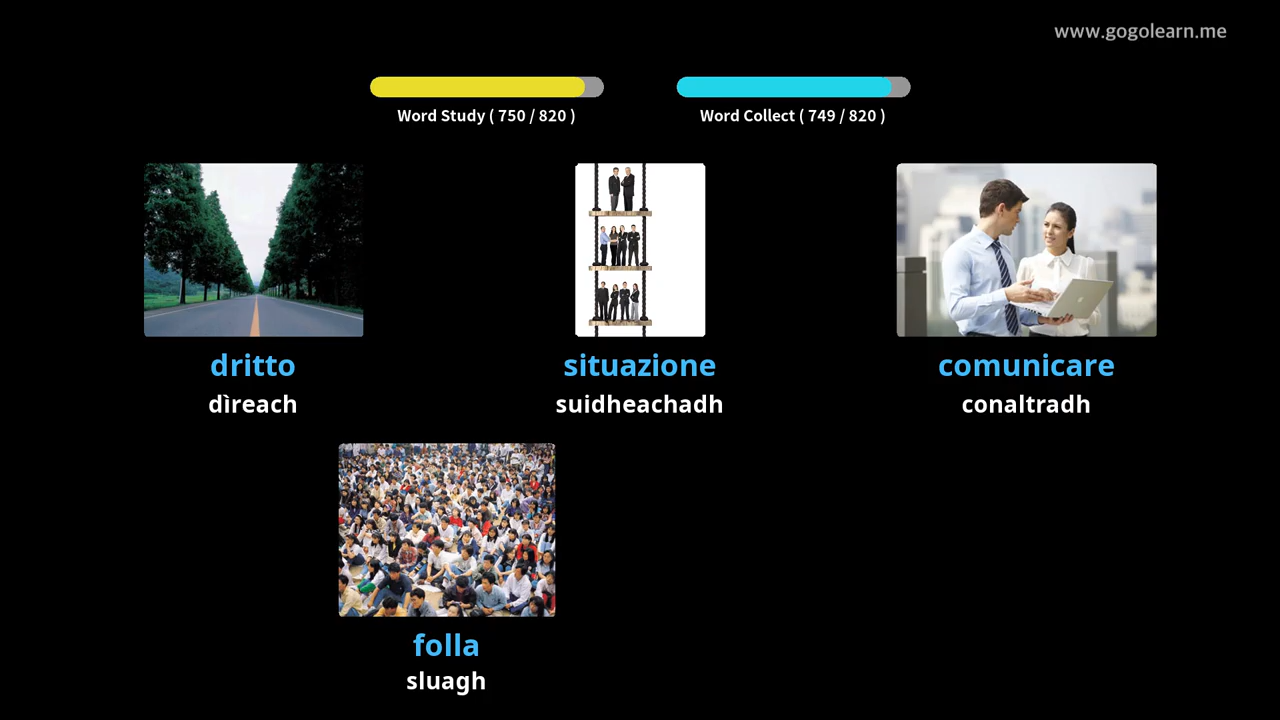 www.gogolearn.me
Word Study ( 750 / 820 )
Word Collect ( 749 / 820 )
dritto
dìreach
situazione
suidheachadh
comunicare
conaltradh
folla
sluagh